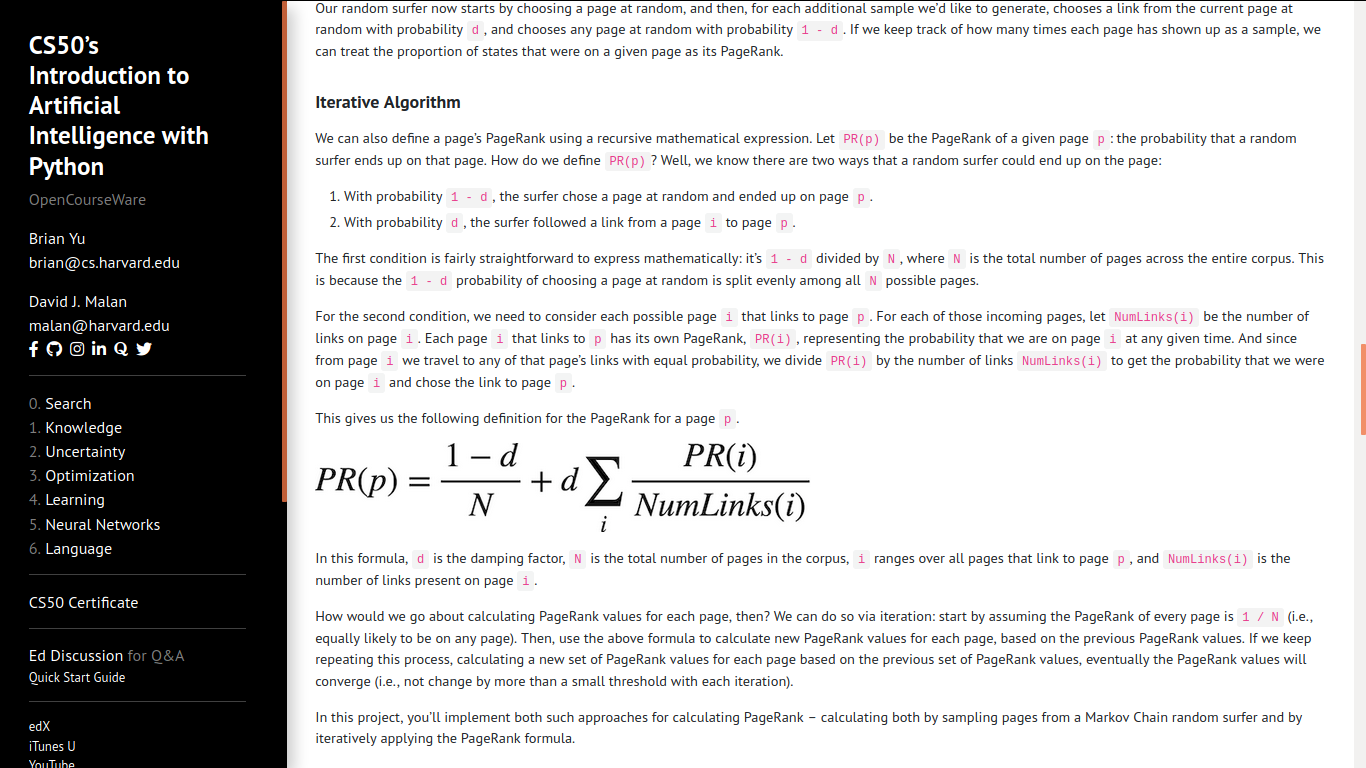 CS50’s
Introduction to
Artificial
Intelligence with
Python
OpenCourseWare
Brian Yu
brian@cs.harvard.edu
David J. Malan
malan@harvard.edu
0. Search
1. Knowledge
2. Uncertainty
3. Optimization
4. Learning
5. Neural Networks
6. Language
CS50 Certificate
Ed Discussion for Q&A
Quick Start Guide
edX
iTunes U
YouTube
Our random surfer now starts by choosing a page at random, and then, for each additional sample we’d like to generate, chooses a link from the current page at
random with probability d, and chooses any page at random with probability 1 - d. If we keep track of how many times each page has shown up as a sample, we
can treat the proportion of states that were on a given page as its PageRank.
Iterative Algorithm
We can also define a page’s PageRank using a recursive mathematical expression. Let PR(p) be the PageRank of a given page p: the probability that a random
surfer ends up on that page. How do we define PR(p)? Well, we know there are two ways that a random surfer could end up on the page:
1. With probability 1 - d, the surfer chose a page at random and ended up on page p.
2. With probability d, the surfer followed a link from a page i to page p.
The first condition is fairly straightforward to express mathematically: it’s 1 - d divided by N, where N is the total number of pages across the entire corpus. This
is because the 1 - d probability of choosing a page at random is split evenly among all N possible pages.
For the second condition, we need to consider each possible page i that links to page p. For each of those incoming pages, let NumLinks(i) be the number of
links on page i. Each page i that links to p has its own PageRank, PR(i), representing the probability that we are on page i at any given time. And since
from page i we travel to any of that page’s links with equal probability, we divide PR(i) by the number of links NumLinks(i) to get the probability that we were
on page i and chose the link to page p.
This gives us the following definition for the PageRank for a page p.
PR(p) = (1 − d)/N + d ∑_i PR(i)/NumLinks(i)
In this formula, d is the damping factor, N is the total number of pages in the corpus, i ranges over all pages that link to page p, and NumLinks(i) is the
number of links present on page i.
How would we go about calculating PageRank values for each page, then? We can do so via iteration: start by assuming the PageRank of every page is 1 / N (i.e.,
equally likely to be on any page). Then, use the above formula to calculate new PageRank values for each page, based on the previous PageRank values. If we keep
repeating this process, calculating a new set of PageRank values for each page based on the previous set of PageRank values, eventually the PageRank values will
converge (i.e., not change by more than a small threshold with each iteration).
In this project, you’ll implement both such approaches for calculating PageRank – calculating both by sampling pages from a Markov Chain random surfer and by
iteratively applying the PageRank formula.